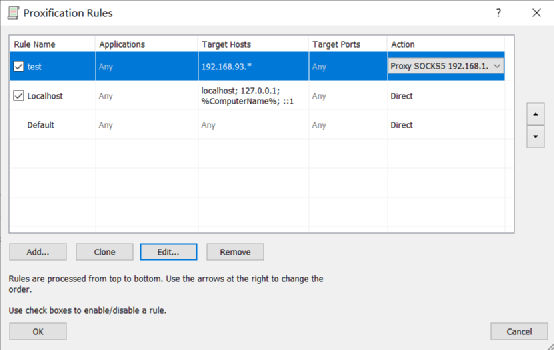 Proxification Rules
Rule Name Applications Target Hosts Target Ports Action
test Any 192.168.93.* Any Proxy SOCKS5 192.168.1.
Localhost Any localhost; 127.0.0.1; %ComputerName%; ::1 Any Direct
Default Any Any Any Direct
Add... Clone Edit... Remove
Rules are processed from top to bottom. Use the arrows at the right to change the
order.
Use check boxes to enable/disable a rule.
OK Cancel